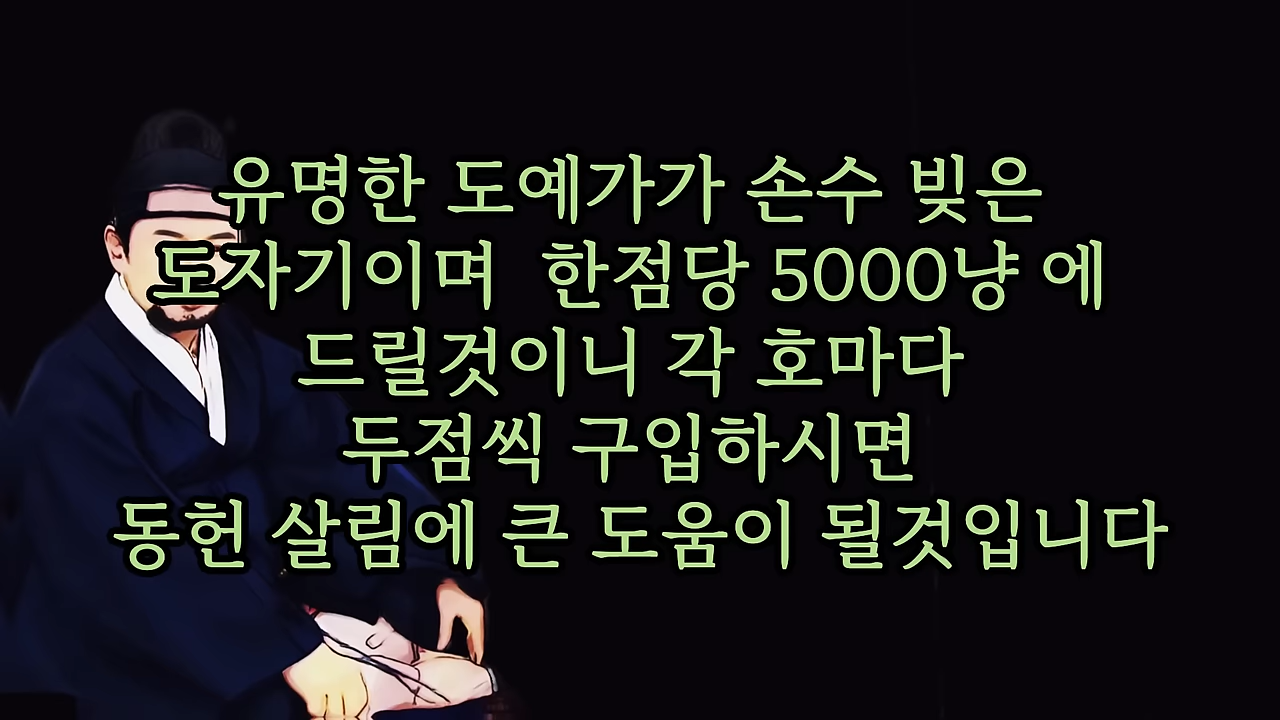 유명한 도예가가 손수 빚은
도자기이며 한점당 5000냥 에
드릴것이니 각 호마다
두점씩 구입하시면
동헌 살림에 큰 도움이 될것입니다